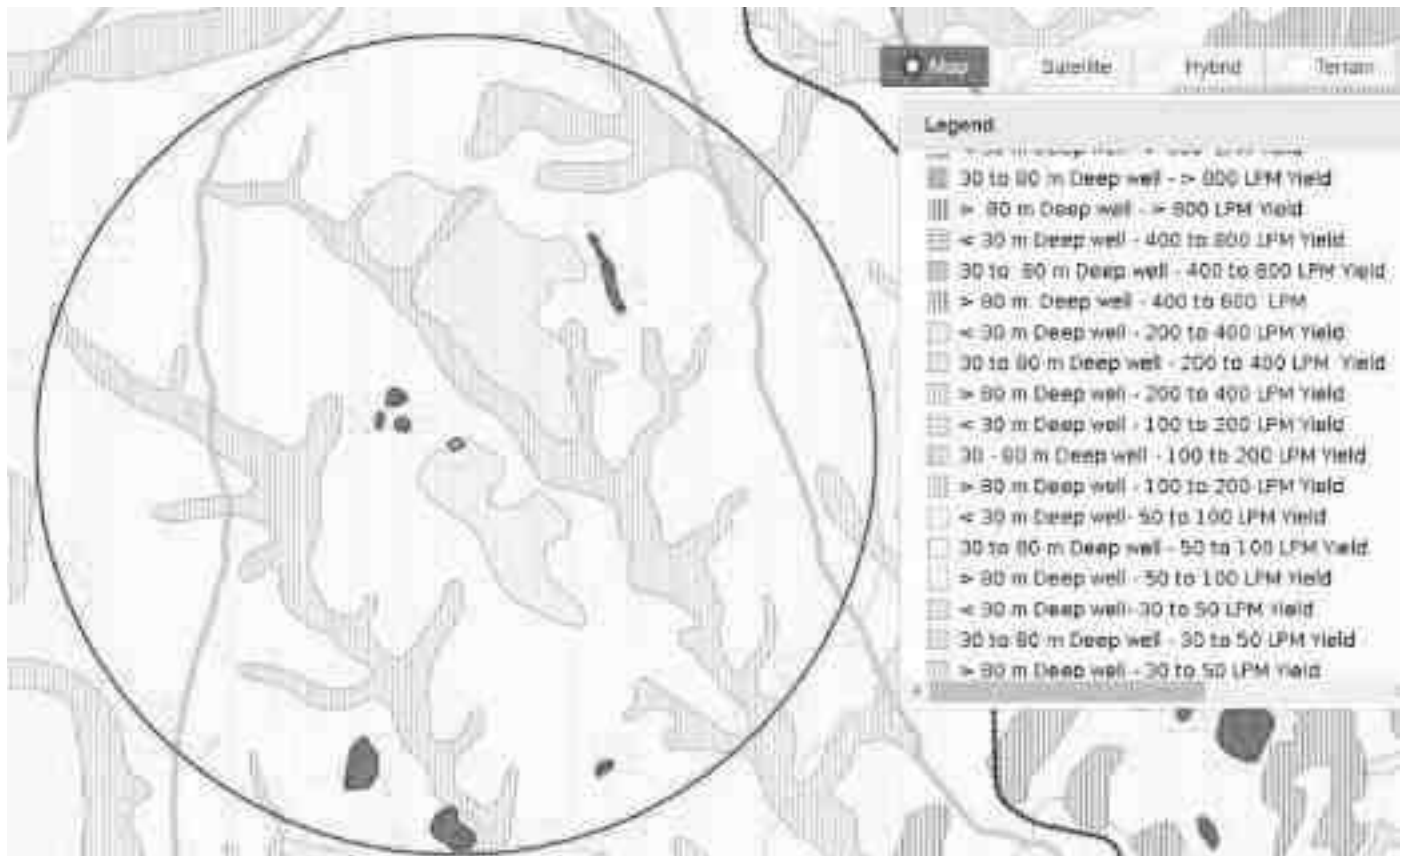 Map
Satellite
Hybrid
Terrain
Legend
30 to 80 m Deep well - > 800 LPM Yield
> 80 m Deep well - > 800 LPM Yield
< 30 m Deep well - 400 to 800 LPM Yield
30 to 80 m Deep well - 400 to 800 LPM Yield
> 80 m Deep well - 400 to 800 LPM
< 30 m Deep well - 200 to 400 LPM Yield
30 to 80 m Deep well - 200 to 400 LPM Yield
> 80 m Deep well - 200 to 400 LPM Yield
< 30 m Deep well - 100 to 200 LPM Yield
30 - 80 m Deep well - 100 to 200 LPM Yield
> 80 m Deep well - 100 to 200 LPM Yield
< 30 m Deep well- 50 to 100 LPM Yield
30 to 80 m Deep well - 50 to 100 LPM Yield
> 80 m Deep well - 50 to 100 LPM Yield
< 30 m Deep well- 30 to 50 LPM Yield
30 to 80 m Deep well - 30 to 50 LPM Yield
> 80 m Deep well - 30 to 50 LPM Yield